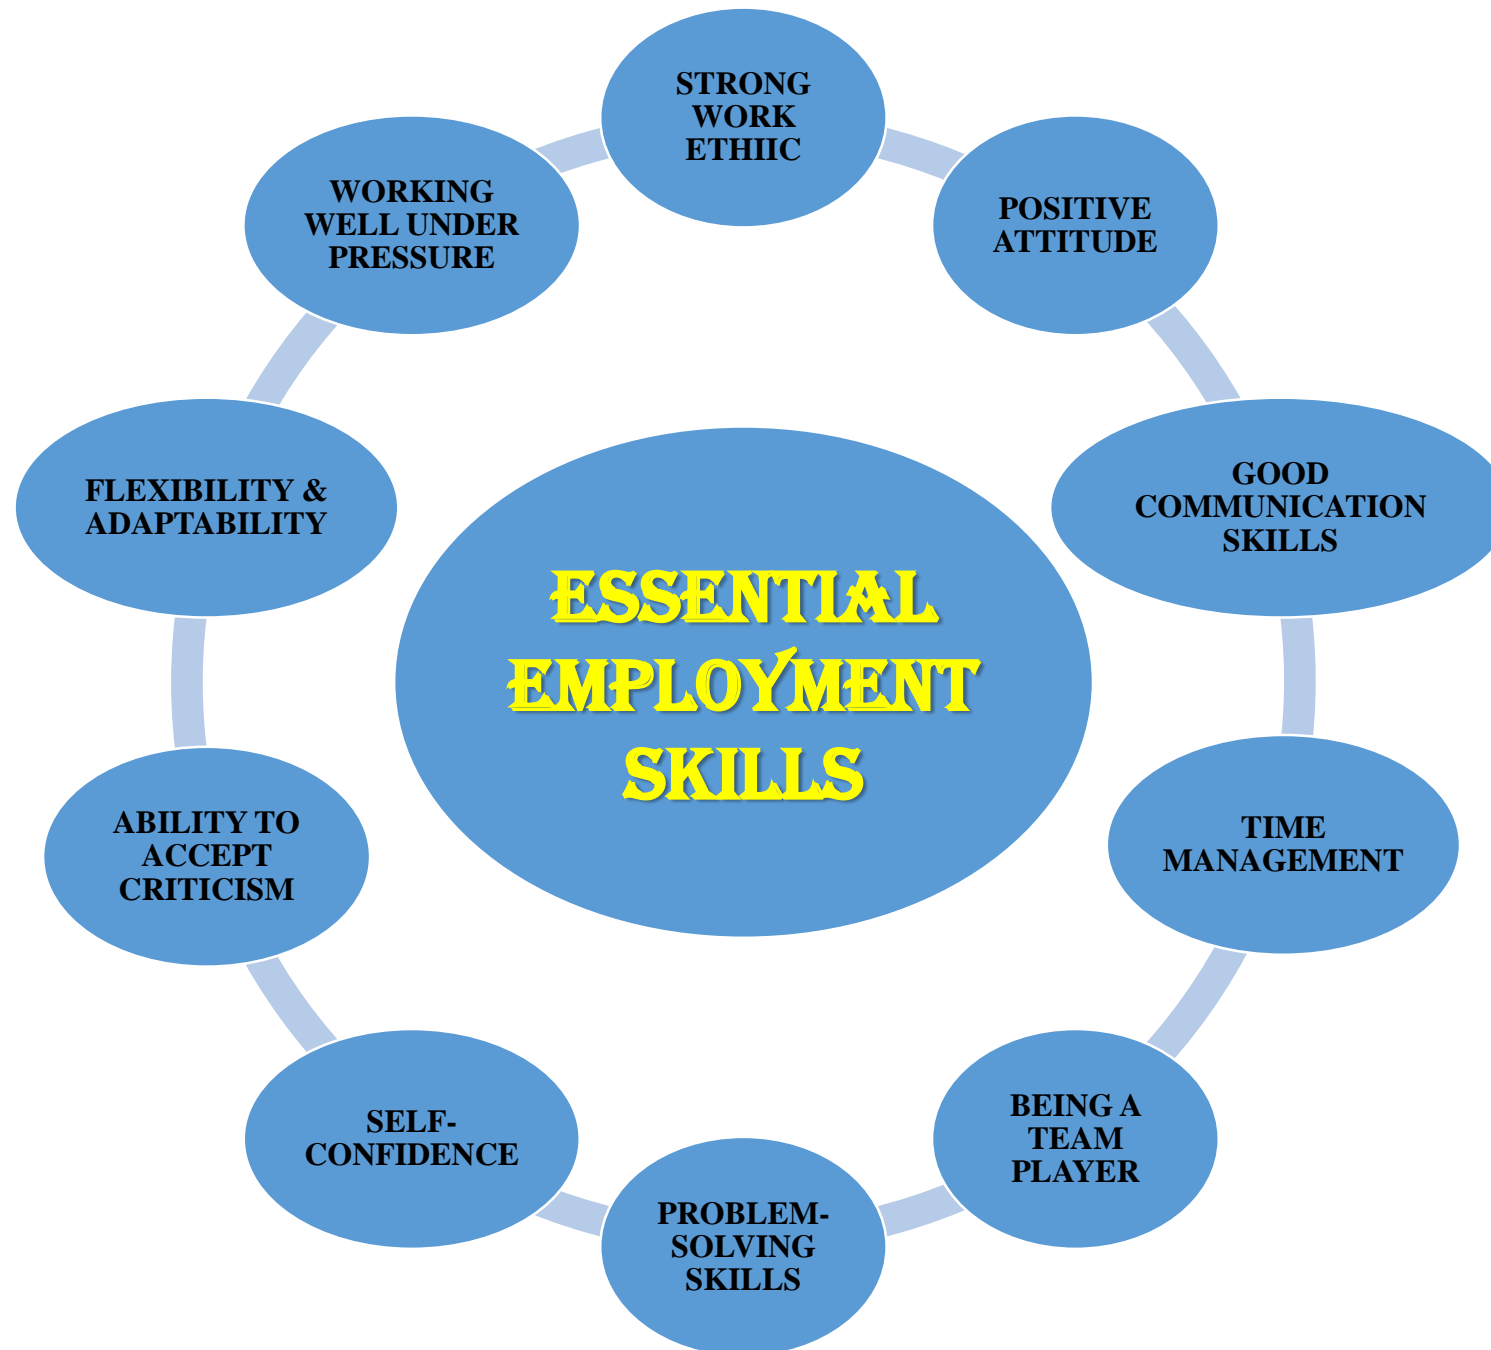 STRONG
WORK
ETHIIC
POSITIVE
ATTITUDE
GOOD
COMMUNICATION
SKILLS
TIME
MANAGEMENT
BEING A
TEAM
PLAYER
PROBLEM-
SOLVING
SKILLS
SELF-
CONFIDENCE
ABILITY TO
ACCEPT
CRITICISM
FLEXIBILITY &
ADAPTABILITY
WORKING
WELL UNDER
PRESSURE
ESSENTIAL
EMPLOYMENT
SKILLS